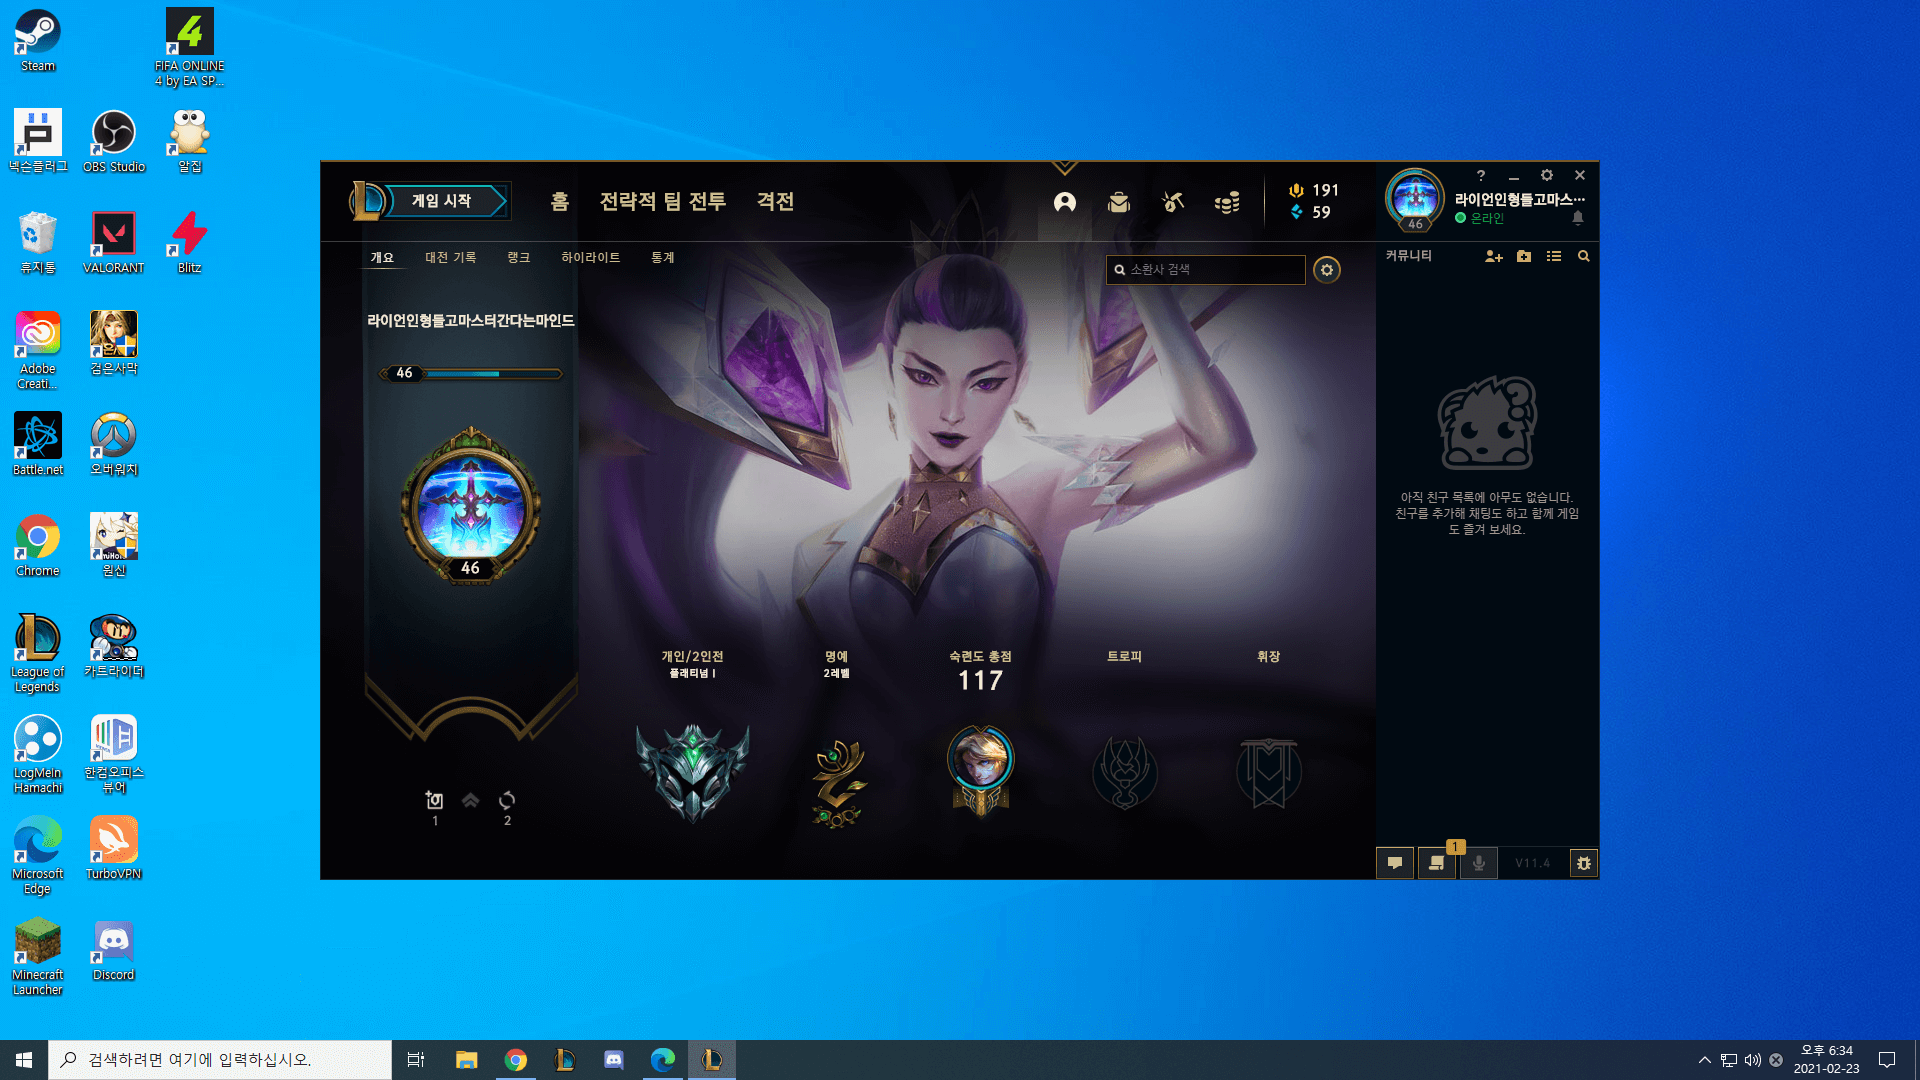 Steam
FIFA ONLINE
4 by EA SP...
넥슨플러그
OBS Studio
알집
휴지통
VALORANT
Blitz
Adobe
Creati...
검은사막
Battle.net
오버워치
Chrome
원신
League of
Legends
카트라이더
LogMeIn
Hamachi
한컴오피스
뷰어
Microsoft
Edge
TurboVPN
Minecraft
Launcher
Discord
게임 시작
홈
전략적 팀 전투
격전
191
59
46
라이언인형들고마스...
온라인
개요
대전 기록
랭크
하이라이트
통계
소환사 검색
커뮤니티
라이언인형들고마스터간다는마인드
46
46
아직 친구 목록에 아무도 없습니다.
친구를 추가해 채팅도 하고 함께 게임
도 즐겨 보세요.
개인/2인전
플래티넘 I
명예
2레벨
숙련도 총점
117
트로피
휘장
1
2
1
V11.4
검색하려면 여기에 입력하십시오.
오후 6:34
2021-02-23